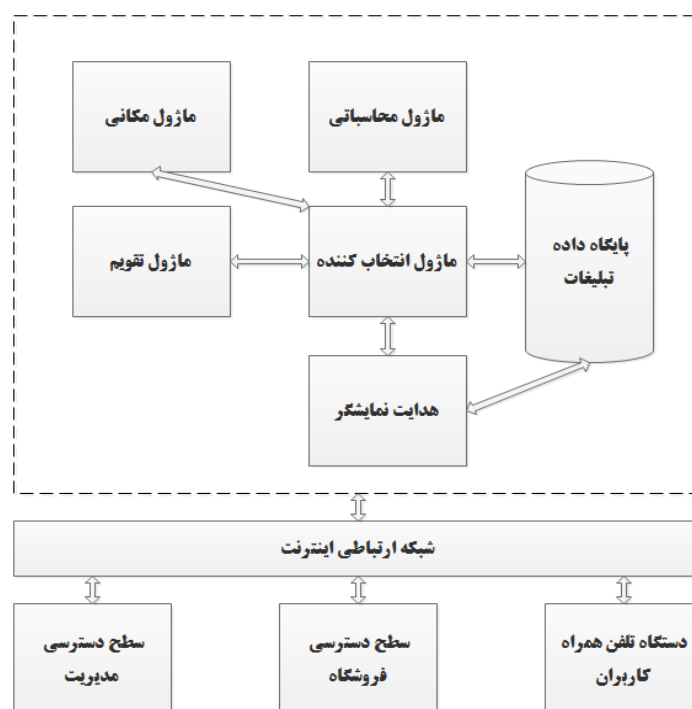 ماژول مکانی
ماژول محاسباتی
پایگاه داده
تبلیغات
ماژول انتخاب کننده
ماژول تقویم
هدایت نمایشگر
شبکه ارتباطی اینترنت
دستگاه تلفن همراه
کاربران
سطح دسترسی
فروشگاه
سطح دسترسی
مدیریت